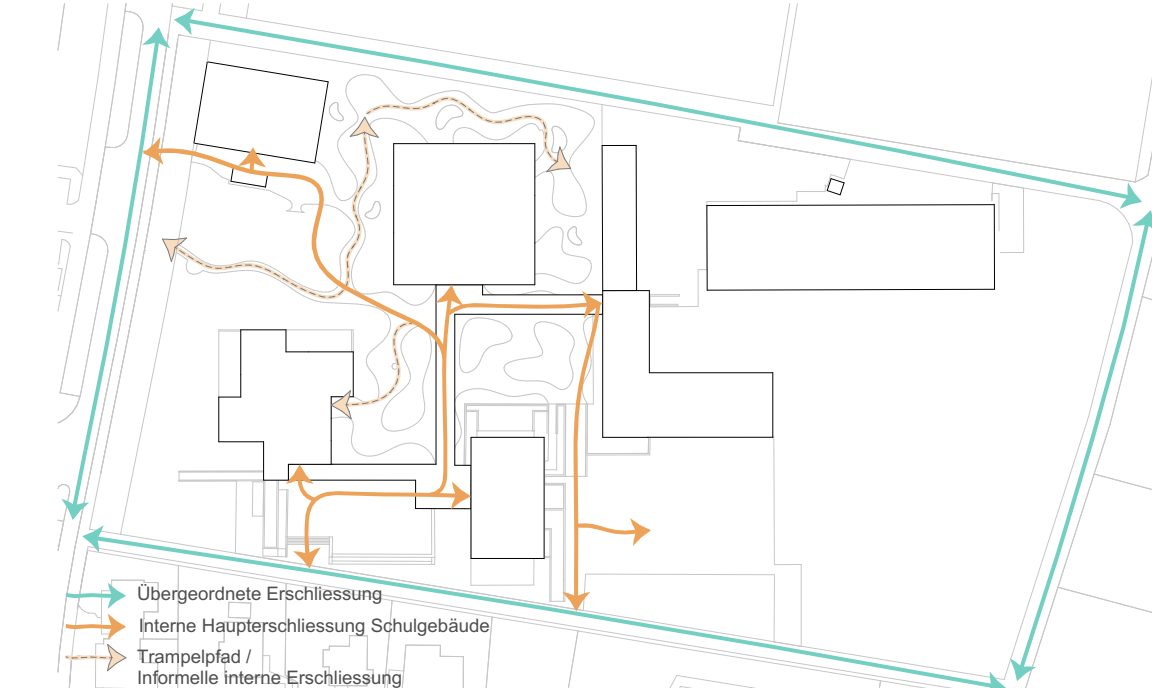 Übergeordnete Erschliessung
Interne Haupterschliessung Schulgebäude
Trampelpfad /
Informelle interne Erschliessung